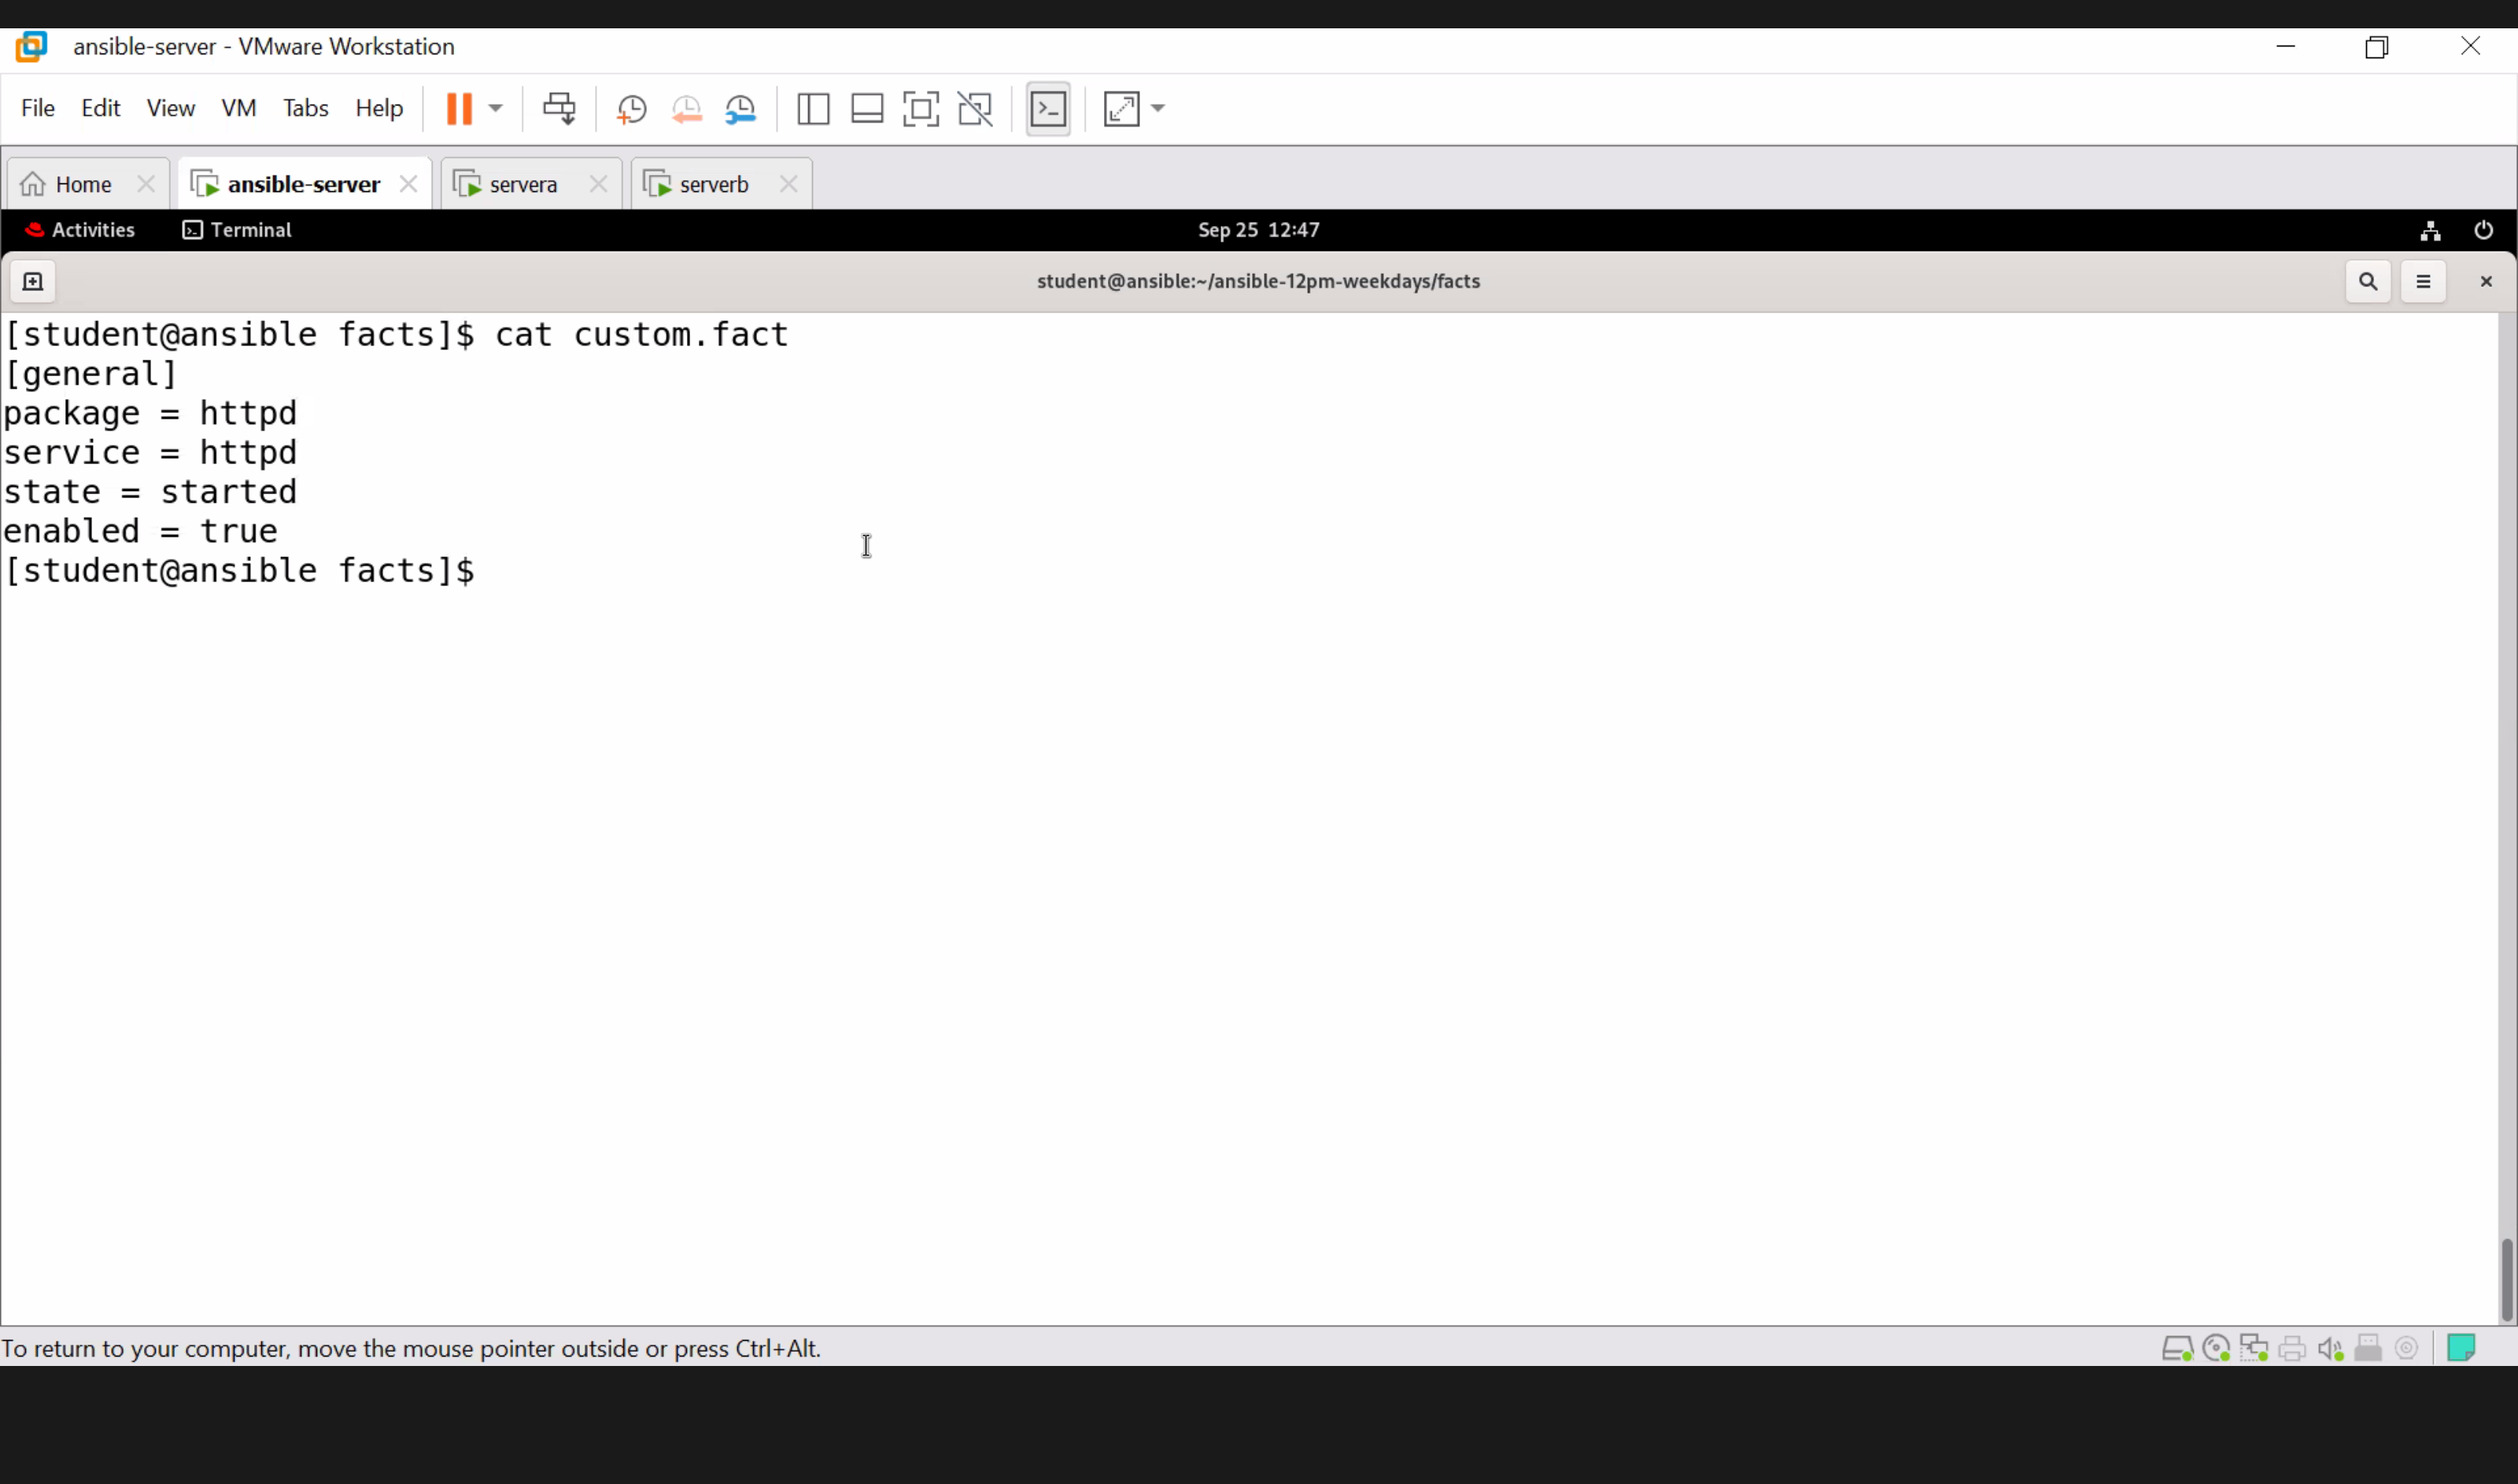 ansible-server - VMware Workstation
File Edit View VM Tabs Help
Home ansible-server servera serverb
Activities Terminal Sep 25 12:47
student@ansible:~/ansible-12pm-weekdays/facts
[student@ansible facts]$ cat custom.fact
[general]
package = httpd
service = httpd
state = started
enabled = true
[student@ansible facts]$
To return to your computer, move the mouse pointer outside or press Ctrl+Alt.